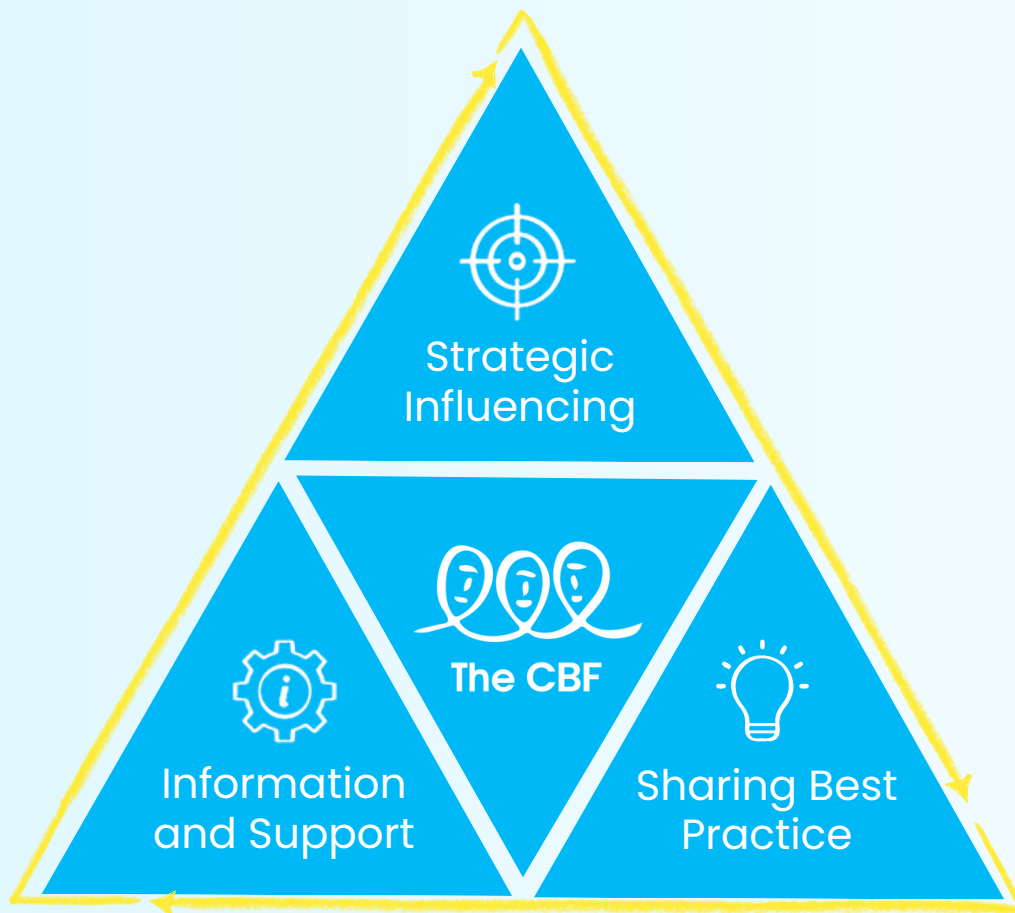 Strategic
Influencing
The CBF
Information
and Support
Sharing Best
Practice